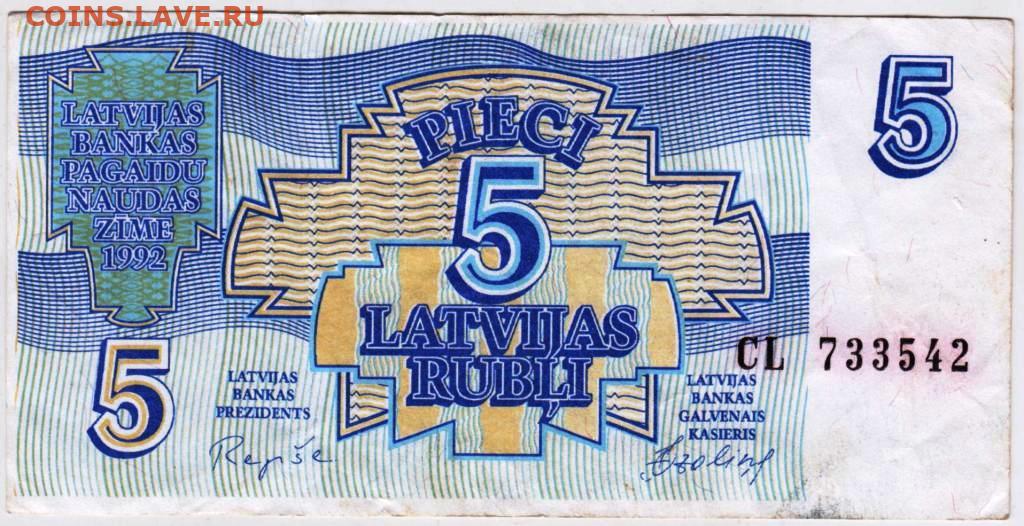 COINS.LAVE.RU
LATVIJAS
BANKAS
PAGAIDU
NAUDAS
ZĪME
1992
PIECI
5
5
LATVIJAS
RUBĻI
CL 733542
5
LATVIJAS
BANKAS
PREZIDENTS
LATVIJAS
BANKAS
GALVENAIS
KASIERIS
Repše